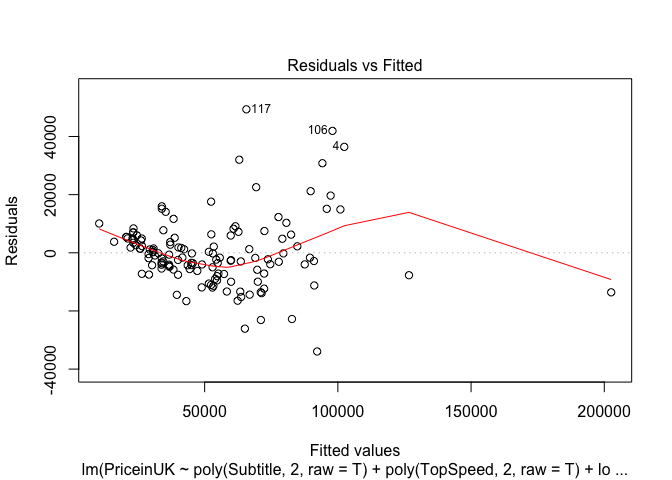 Residuals vs Fitted
117
106
4
40000
20000
0
-40000
Residuals
50000
100000
150000
200000
Fitted values
lm(PriceinUK ~ poly(Subtitle, 2, raw = T) + poly(TopSpeed, 2, raw = T) + lo ...